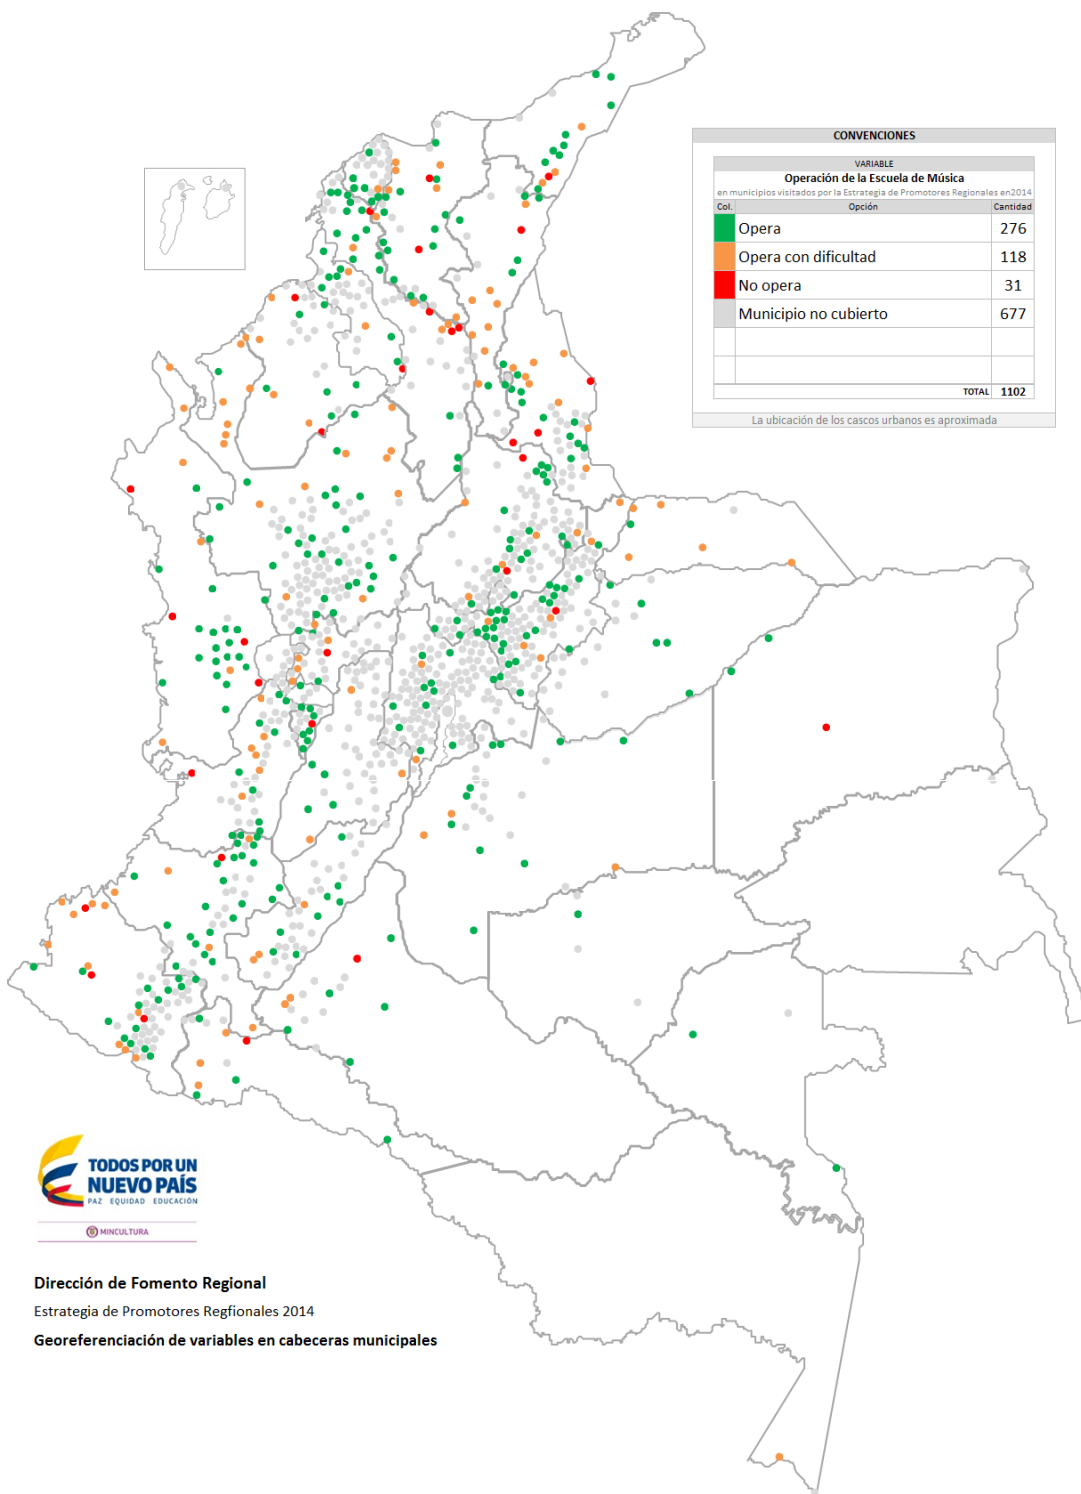 CONVENCIONES
VARIABLE
Operación de la Escuela de Música
en municipios visitados por la Estrategia de Promotores Regionales en2014
Col. Opción Cantidad
Opera 276
Opera con dificultad 118
No opera 31
Municipio no cubierto 677
TOTAL 1102
La ubicación de los cascos urbanos es aproximada
TODOS POR UN
NUEVO PAÍS
PAZ EQUIDAD EDUCACIÓN
MINCULTURA
Dirección de Fomento Regional
Estrategia de Promotores Regfionales 2014
Georeferenciación de variables en cabeceras municipales